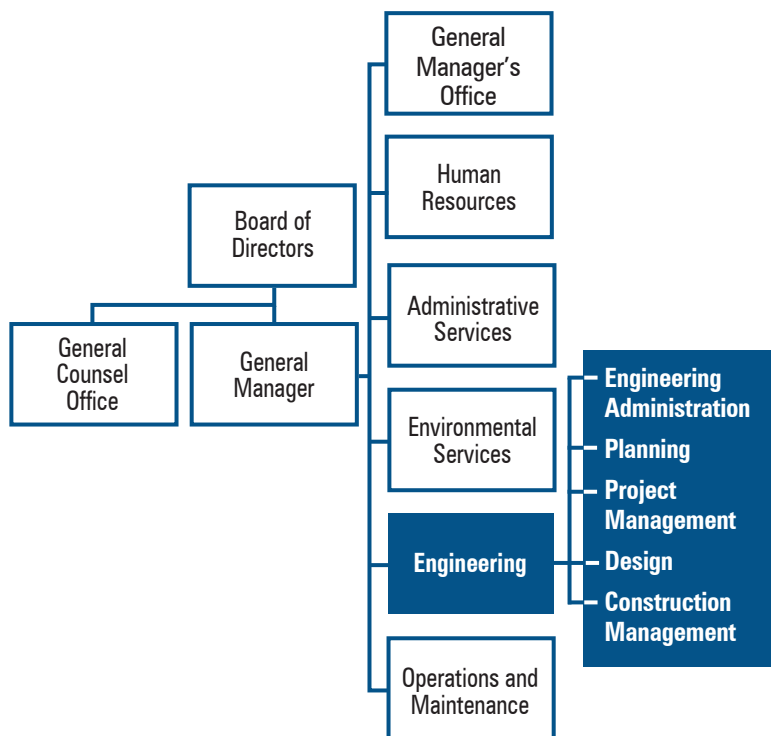 General
Manager’s
Office
Human
Resources
Board of
Directors
Administrative
Services
General
Counsel
Office
General
Manager
Environmental
Services
Engineering
Engineering
Administration
Planning
Project
Management
Design
Construction
Management
Operations and
Maintenance